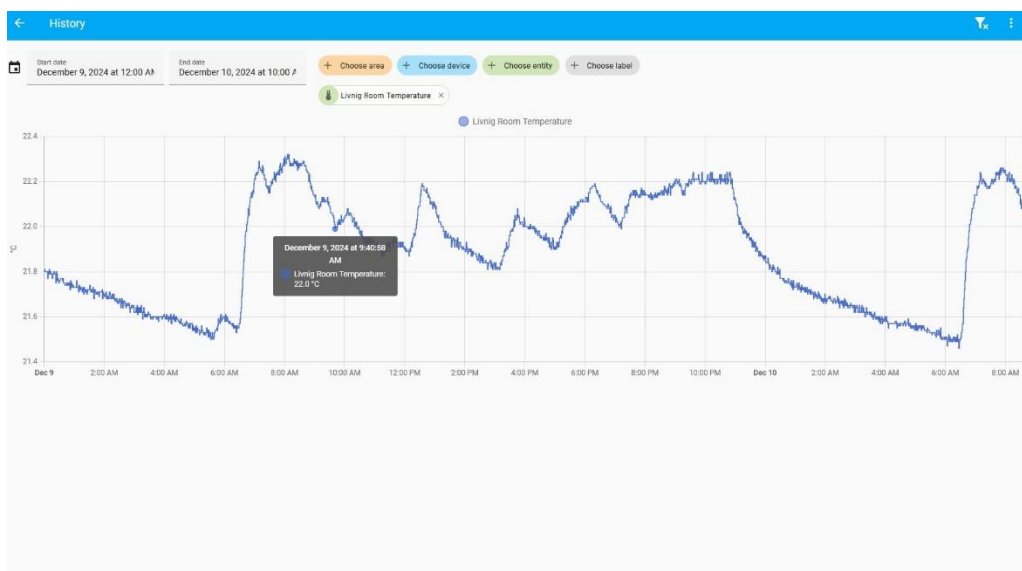 History
Start date
December 9, 2024 at 12:00 AM
End date
December 10, 2024 at 10:00 A
+ Choose area
+ Choose device
+ Choose entity
+ Choose label
Livnig Room Temperature ×
Livnig Room Temperature
22.4
22.2
22.0
21.8
21.6
21.4
°C
December 9, 2024 at 9:40:58
AM
Livnig Room Temperature:
22.0 °C
Dec 9 2:00 AM 4:00 AM 6:00 AM 8:00 AM 10:00 AM 12:00 PM 2:00 PM 4:00 PM 6:00 PM 8:00 PM 10:00 PM Dec 10 2:00 AM 4:00 AM 6:00 AM 8:00 AM